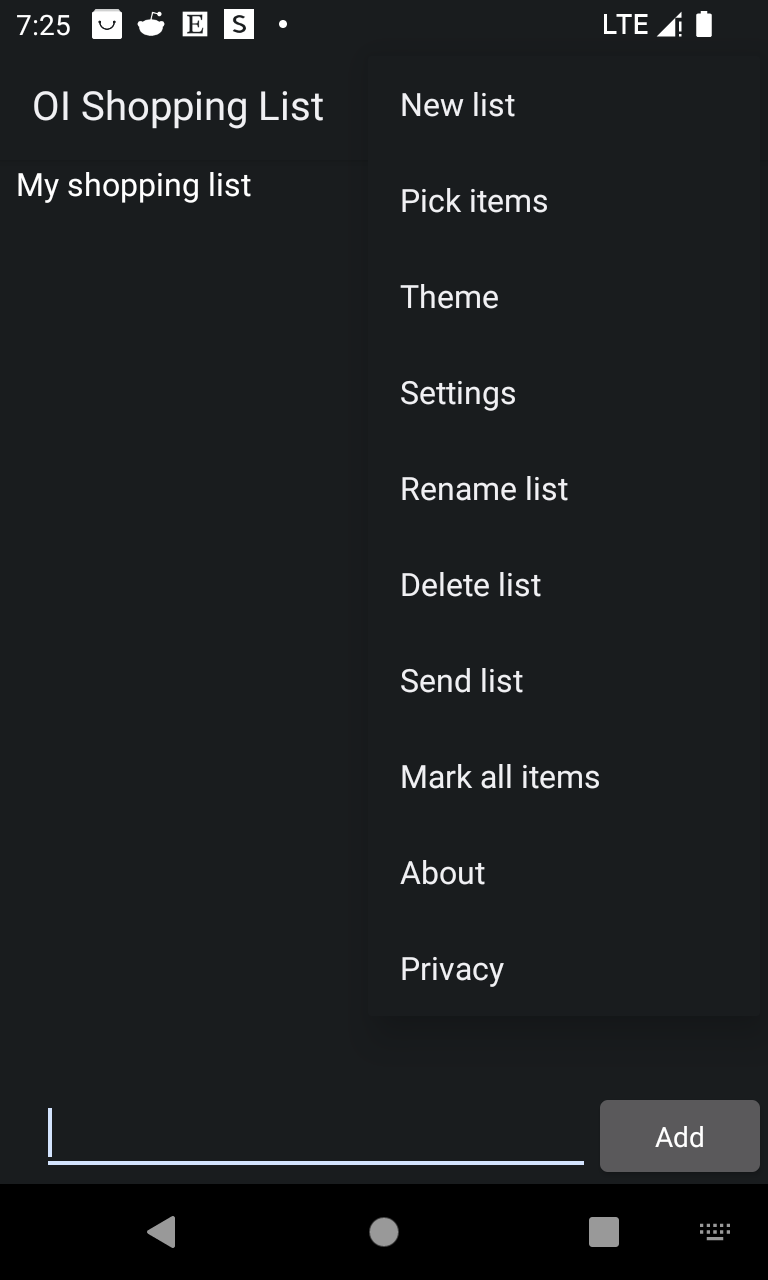 7:25 E S LTE
OI Shopping List
My shopping list
New list
Pick items
Theme
Settings
Rename list
Delete list
Send list
Mark all items
About
Privacy
Add